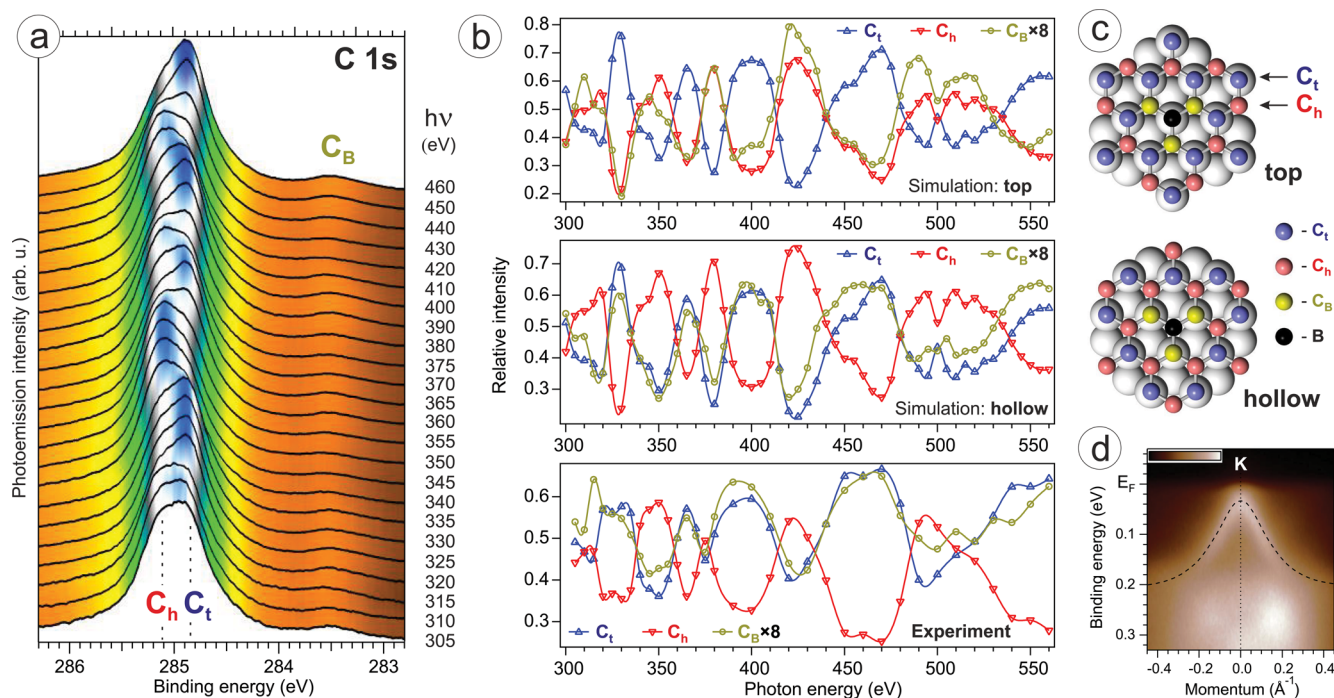 a
C 1s
hν
(eV)
C_B
460
450
440
430
420
410
400
390
380
375
370
365
360
355
350
345
340
335
330
325
320
315
310
305
C_h C_t
Photoemission intensity (arb. u.)
286 285 284 283
Binding energy (eV)
b
C_t C_h C_B×8
0.8
0.7
0.6
0.5
0.4
0.3
0.2
Simulation: top
300 350 400 450 500 550
C_t C_h C_B×8
0.7
0.6
0.5
0.4
0.3
Simulation: hollow
300 350 400 450 500 550
Relative intensity
0.6
0.5
0.4
0.3
C_t C_h C_B×8
Experiment
300 350 400 450 500 550
Photon energy (eV)
c
C_t
C_h
top
- C_t
- C_h
- C_B
- B
hollow
d
K
E_F
0.1
0.2
0.3
Binding energy (eV)
-0.4 -0.2 0.0 0.2 0.4
Momentum (Å⁻¹)